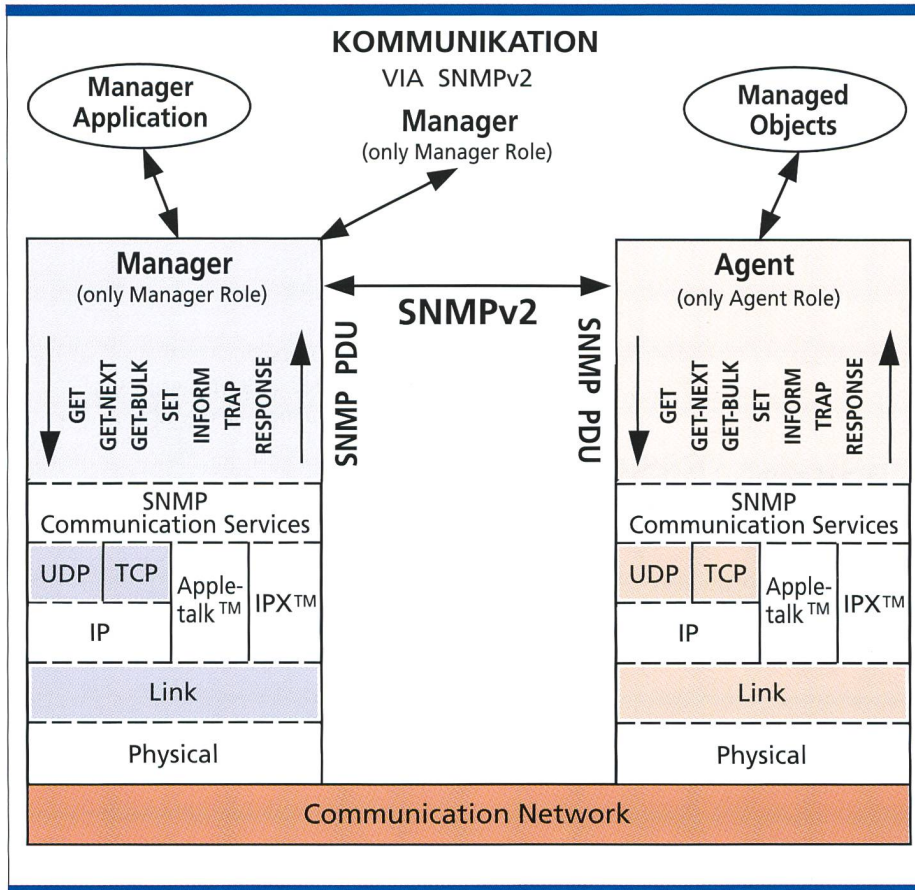 KOMMUNIKATION
VIA SNMPv2
Manager
Application
Manager
(only Manager Role)
Managed
Objects
Manager
(only Manager Role)
SNMPv2
Agent
(only Agent Role)
GET
GET-NEXT
GET-BULK
SET
INFORM
TRAP
RESPONSE
SNMP PDU
SNMP PDU
GET
GET-NEXT
GET-BULK
SET
INFORM
TRAP
RESPONSE
SNMP
Communication Services
UDP
TCP
Apple-
talk™
IPX™
IP
Link
Physical
SNMP
Communication Services
UDP
TCP
Apple-
talk™
IPX™
IP
Link
Physical
Communication Network